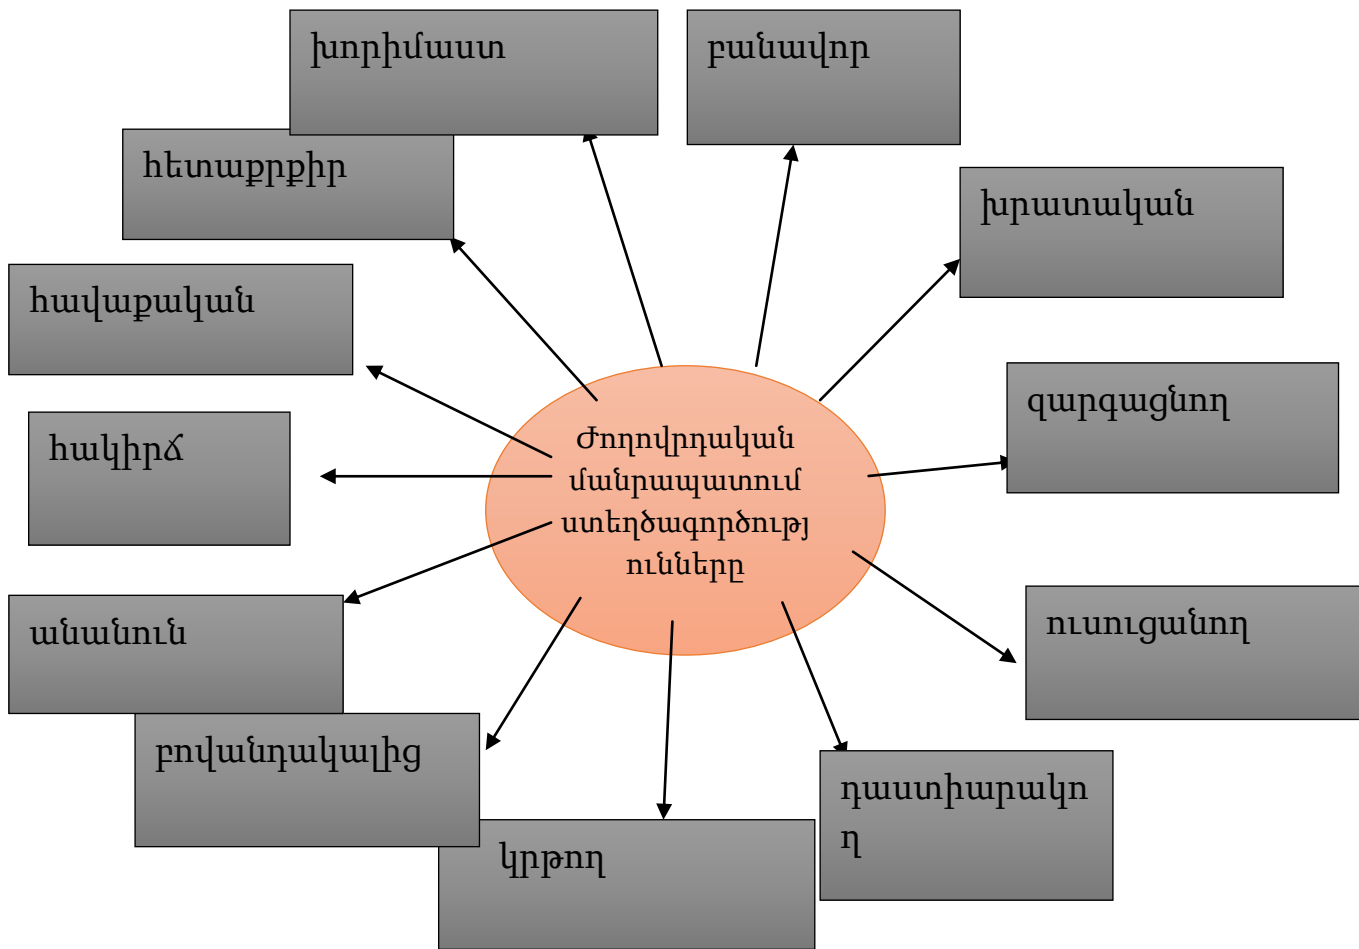 խորիմաստ
բանավոր
հետաքրքիր
խրատական
հավաքական
զարգացնող
հակիրճ
Ժողովրդական
մանրապատում
ստեղծագործությ
ունները
անանուն
ուսուցանող
բովանդակալից
դաստիարակո
ղ
կրթող